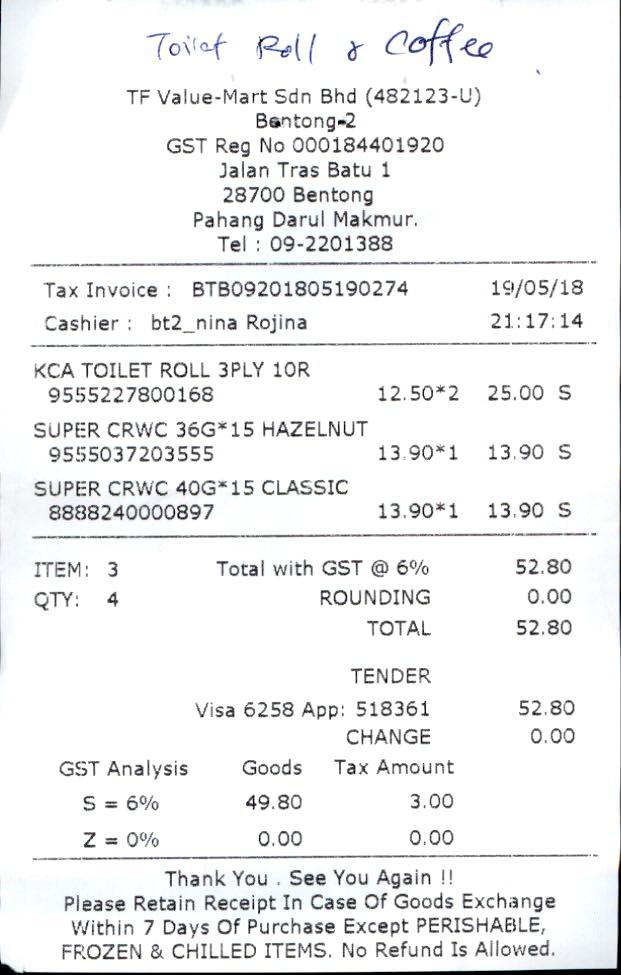 Toilet Roll & Coffee
TF Value-Mart Sdn Bhd (482123-U)
Bentong-2
GST Reg No 000184401920
Jalan Tras Batu 1
28700 Bentong
Pahang Darul Makmur.
Tel : 09-2201388
Tax Invoice : BTB09201805190274 19/05/18
Cashier : bt2_nina Rojina 21:17:14
KCA TOILET ROLL 3PLY 10R
9555227800168 12.50*2 25.00 S
SUPER CRWC 36G*15 HAZELNUT
9555037203555 13.90*1 13.90 S
SUPER CRWC 40G*15 CLASSIC
8888240000897 13.90*1 13.90 S
ITEM: 3 Total with GST @ 6% 52.80
QTY: 4 ROUNDING 0.00
TOTAL 52.80
TENDER
Visa 6258 App: 518361 52.80
CHANGE 0.00
GST Analysis Goods Tax Amount
S = 6% 49.80 3.00
Z = 0% 0.00 0.00
Thank You . See You Again !!
Please Retain Receipt In Case Of Goods Exchange
Within 7 Days Of Purchase Except PERISHABLE,
FROZEN & CHILLED ITEMS. No Refund Is Allowed.